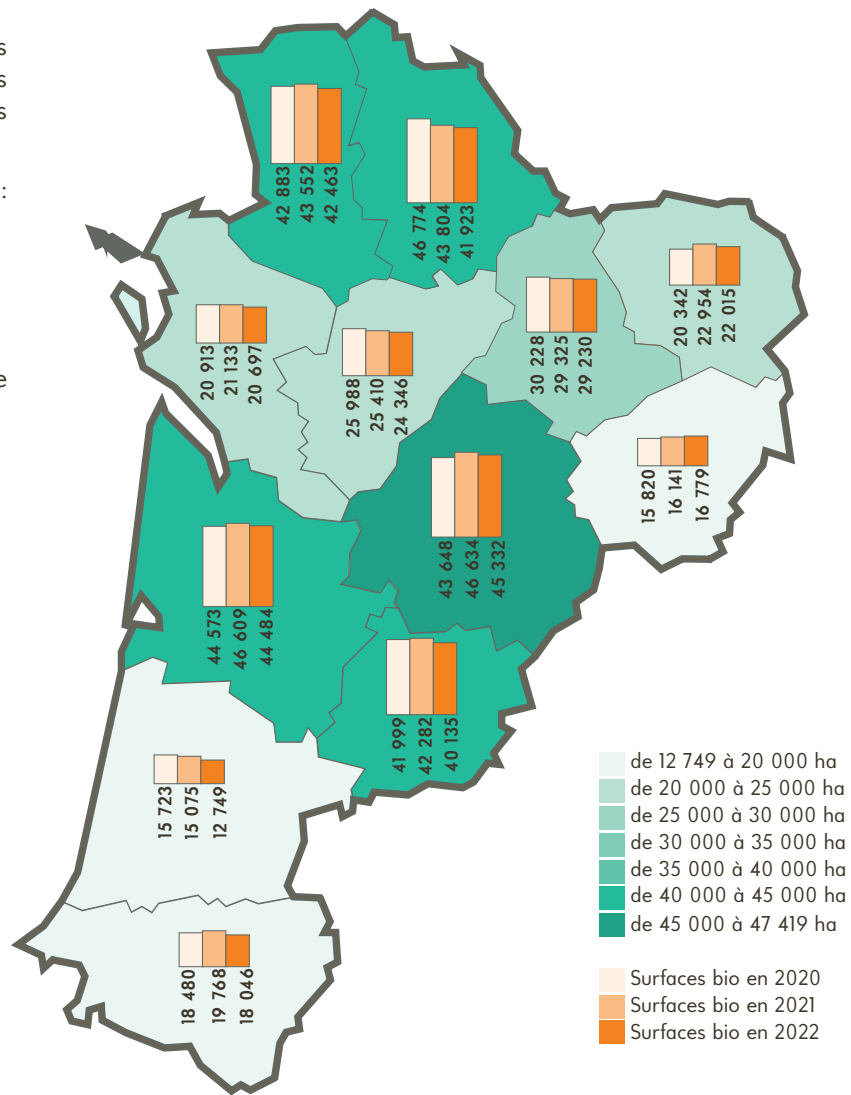 s
s
s
:
e
42 883
43 552
42 463
46 774
43 804
41 923
20 342
22 954
22 015
20 913
21 133
20 697
25 988
25 410
24 346
30 228
29 325
29 230
15 820
16 141
16 779
43 648
46 634
45 332
44 573
46 609
44 484
41 999
42 282
40 135
15 723
15 075
12 749
18 480
19 768
18 046
de 12 749 à 20 000 ha
de 20 000 à 25 000 ha
de 25 000 à 30 000 ha
de 30 000 à 35 000 ha
de 35 000 à 40 000 ha
de 40 000 à 45 000 ha
de 45 000 à 47 419 ha
Surfaces bio en 2020
Surfaces bio en 2021
Surfaces bio en 2022